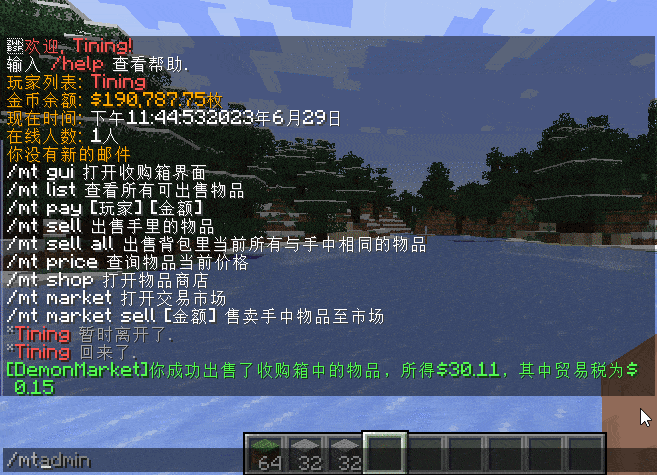 欢迎, Tining!
输入 /help 查看帮助.
玩家列表: Tining
金币余额: $190,787.75枚
现在时间: 下午11:44:532023年6月29日
在线人数: 1人
你没有新的邮件
/mt gui 打开收购箱界面
/mt list 查看所有可出售物品
/mt pay [玩家] [金额]
/mt sell 出售手里的物品
/mt sell all 出售背包里当前所有与手中相同的物品
/mt price 查询物品当前价格
/mt shop 打开物品商店
/mt market 打开交易市场
/mt market sell [金额] 售卖手中物品至市场
*Tining 暂时离开了.
*Tining 回来了.
[DemonMarket]你成功出售了收购箱中的物品, 所得$30.11, 其中贸易税为$
0.15
/mtadmin
64 32 32